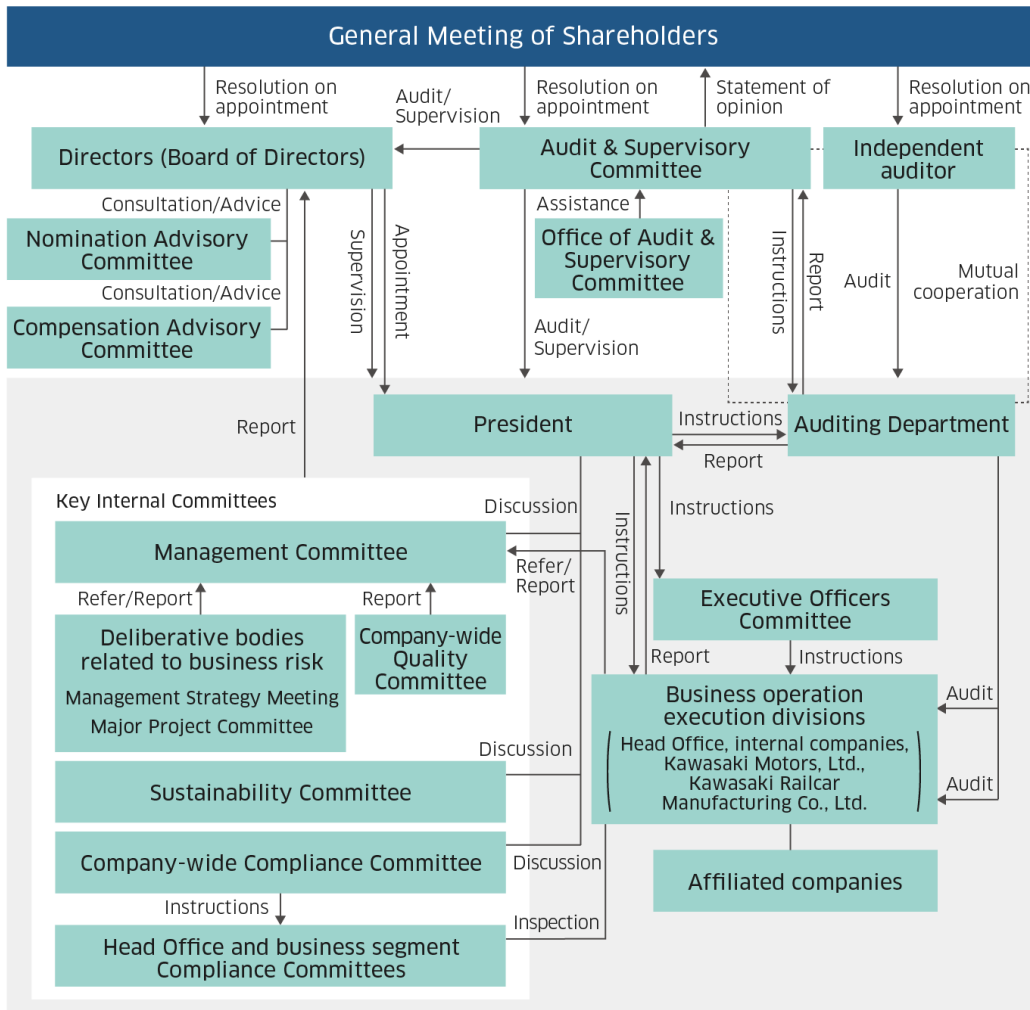 General Meeting of Shareholders
Resolution on
appointment
Audit/
Supervision
Resolution on
appointment
Statement of
opinion
Resolution on
appointment
Directors (Board of Directors)
Audit & Supervisory
Committee
Independent
auditor
Consultation/Advice
Nomination Advisory
Committee
Consultation/Advice
Compensation Advisory
Committee
Supervision
Appointment
Assistance
Office of Audit &
Supervisory
Committee
Audit/
Supervision
Instructions
Report
Audit
Mutual
cooperation
Report
President
Instructions
Report
Auditing Department
Key Internal Committees
Discussion
Management Committee
Refer/
Report
Instructions
Instructions
Refer/Report
Report
Deliberative bodies
related to business risk
Management Strategy Meeting
Major Project Committee
Company-wide
Quality
Committee
Executive Officers
Committee
Report
Instructions
Business operation
execution divisions
Head Office, internal companies,
Kawasaki Motors, Ltd.,
Kawasaki Railcar
Manufacturing Co., Ltd.
Audit
Audit
Discussion
Sustainability Committee
Company-wide Compliance Committee
Discussion
Affiliated companies
Instructions
Inspection
Head Office and business segment
Compliance Committees